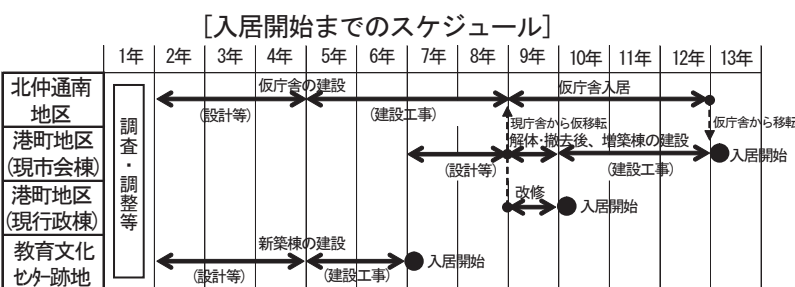 [入居開始までのスケジュール]
1年 2年 3年 4年 5年 6年 7年 8年 9年 10年 11年 12年 13年
北仲通南
地区
仮庁舎の建設
仮庁舎入居
(設計等)
(建設工事)
調査・調整等
現庁舎から仮移転
仮庁舎から移転
港町地区
(現市会棟)
解体・撤去後、増築棟の建設
(設計等)
(建設工事)
入居開始
港町地区
(現行政棟)
改修
入居開始
教育文化
センター跡地
新築棟の建設
(設計等)
(建設工事)
入居開始